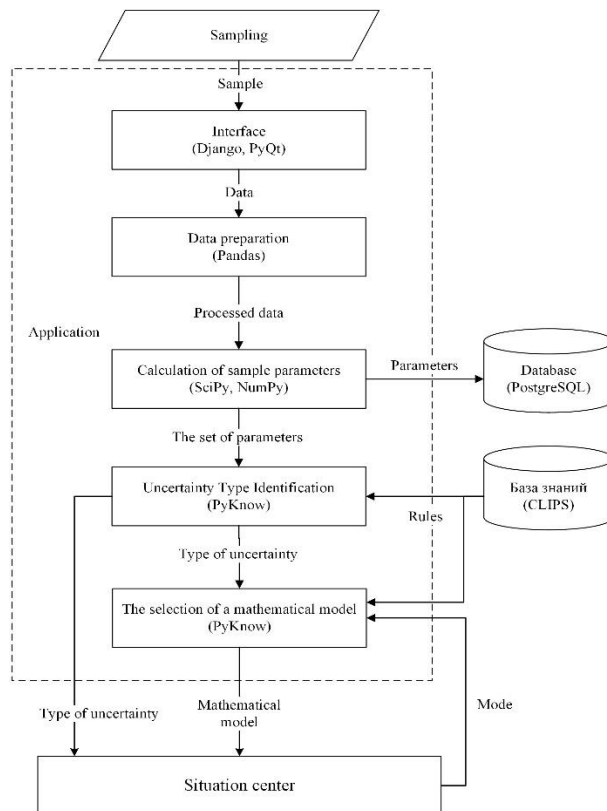 Sampling
Sample
Interface
(Django, PyQt)
Data
Data preparation
(Pandas)
Processed data
Application
Calculation of sample parameters
(SciPy, NumPy)
Parameters
Database
(PostgreSQL)
The set of parameters
Uncertainty Type Identification
(PyKnow)
Rules
База знаний
(CLIPS)
Type of uncertainty
The selection of a mathematical model
(PyKnow)
Type of uncertainty
Mathematical
model
Mode
Situation center